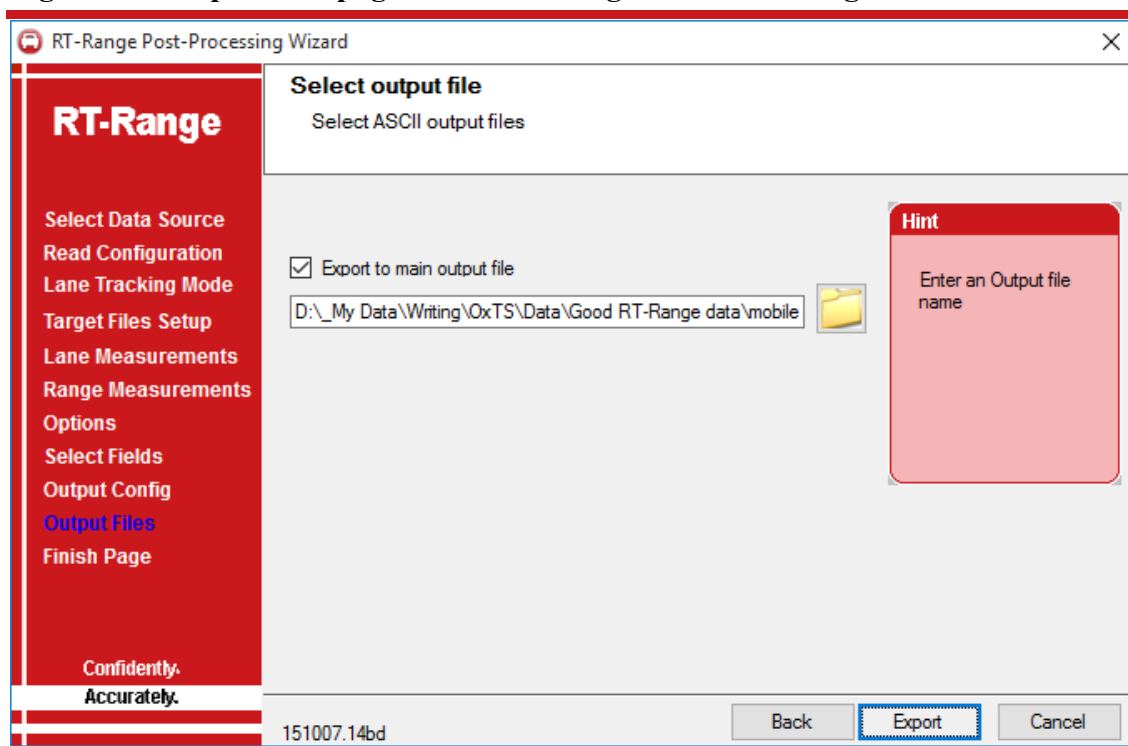 RT-Range Post-Processing Wizard
Select output file
Select ASCII output files
RT-Range
Select Data Source
Read Configuration
Lane Tracking Mode
Target Files Setup
Lane Measurements
Range Measurements
Options
Select Fields
Output Config
Output Files
Finish Page
Confidently.
Accurately.
Export to main output file
D:\_My Data\Writing\OxTS\Data\Good RT-Range data\mobile
Hint
Enter an Output file
name
151007.14bd
Back Export Cancel